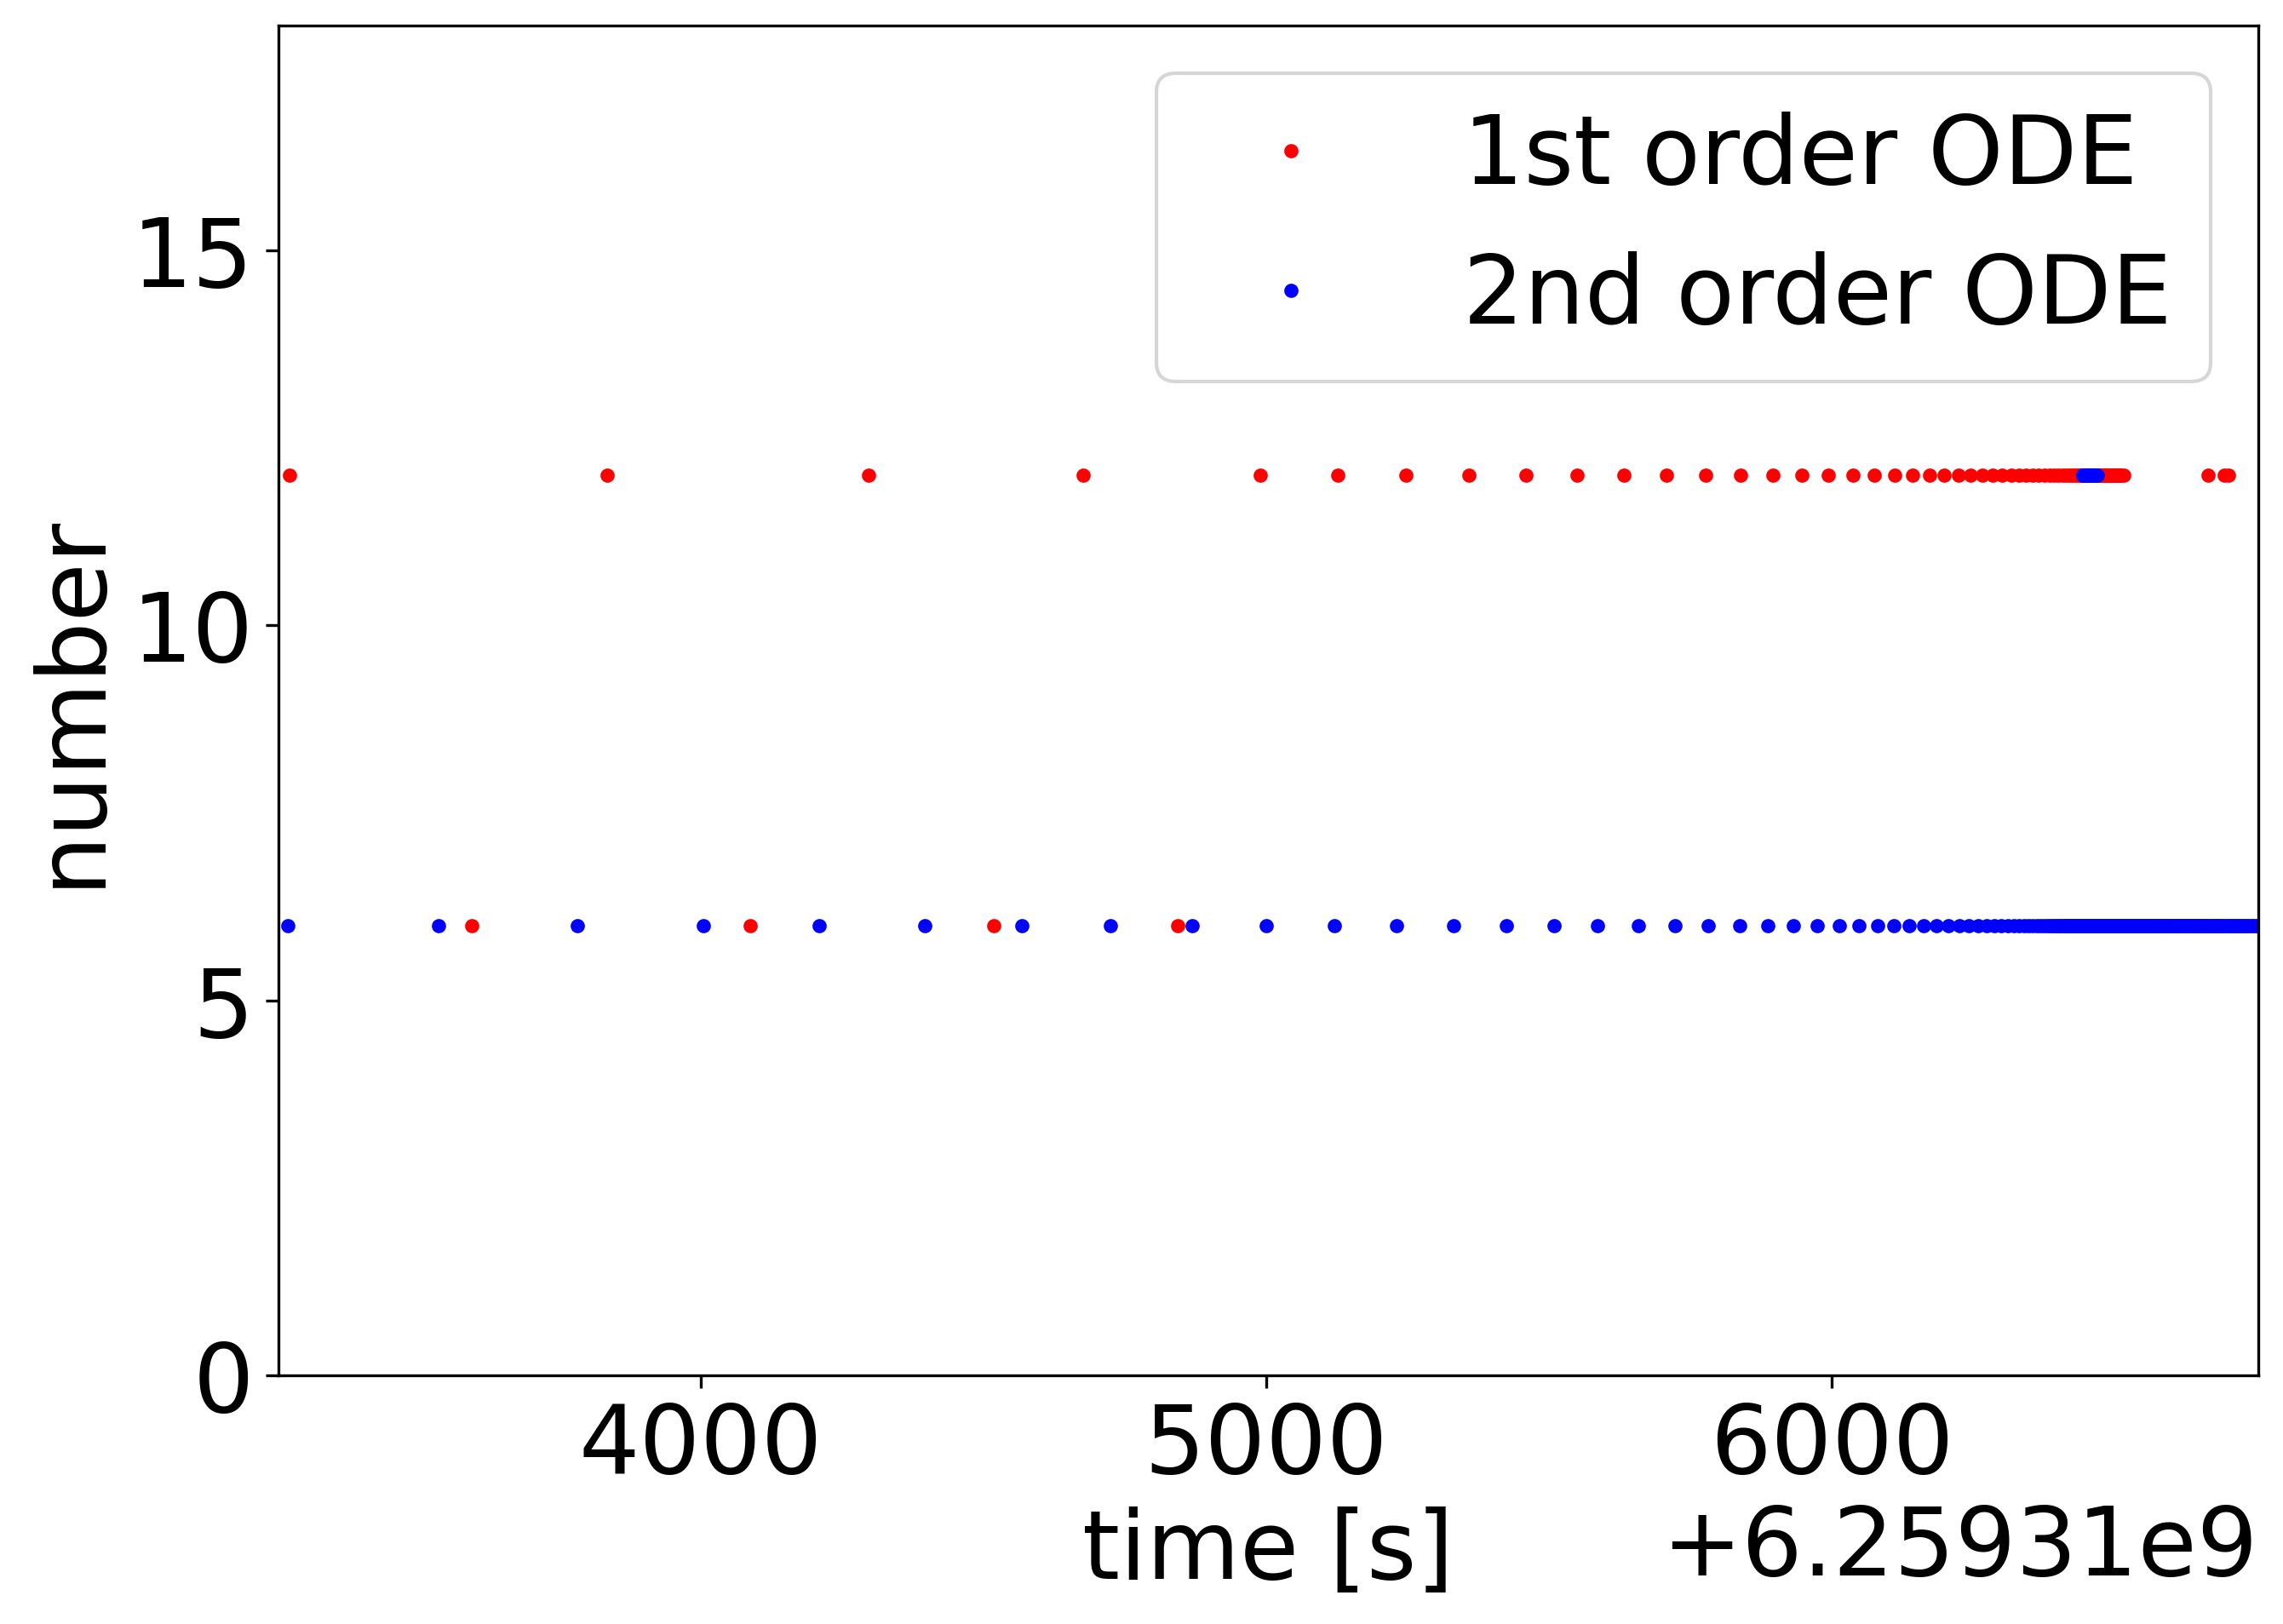 1st order ODE
2nd order ODE
number
15
10
5
0
4000 5000 6000
time [s] +6.25931e9